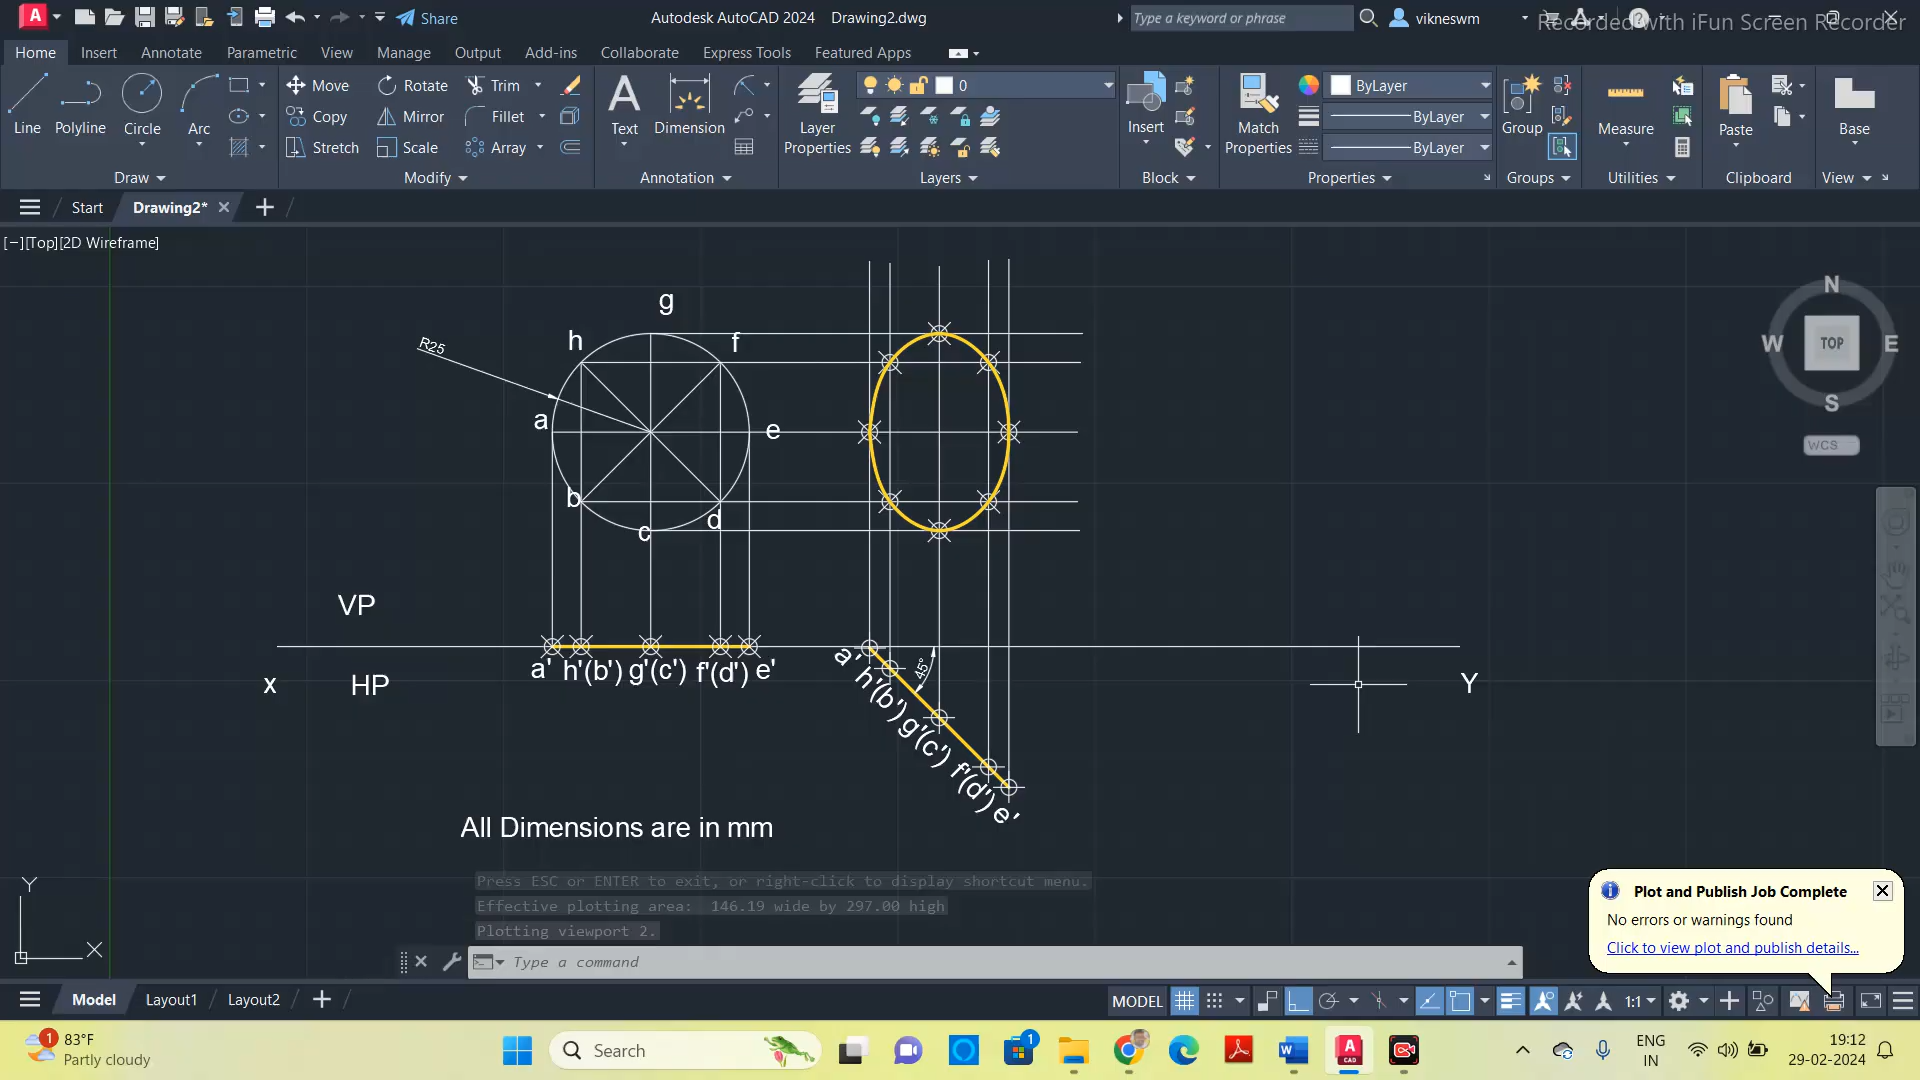 Share
Autodesk AutoCAD 2024 Drawing2.dwg
Type a keyword or phrase
vikneswm
Recorded with iFun Screen Recorder
Home Insert Annotate Parametric View Manage Output Add-ins Collaborate Express Tools Featured Apps
Line Polyline Circle Arc
Move Rotate Trim
Copy Mirror Fillet
Stretch Scale Array
Text Dimension
Layer Properties
0
Insert
Match Properties
ByLayer
ByLayer
ByLayer
Group
Measure
Paste
Base
Draw Modify Annotation Layers Block Properties Groups Utilities Clipboard View
Start Drawing2*
[−][Top][2D Wireframe]
N
W TOP E
S
WCS
g
h f
R25
a e
b d
c
VP
x HP Y
a' h'(b') g'(c') f'(d') e'
a' h'(b') g'(c') f'(d') e'
45°
All Dimensions are in mm
Y
X
Press ESC or ENTER to exit, or right-click to display shortcut menu.
Effective plotting area: 146.19 wide by 297.00 high
Plotting viewport 2.
Type a command
Plot and Publish Job Complete
No errors or warnings found
Click to view plot and publish details...
Model Layout1 Layout2
MODEL 1:1
1
83°F
Partly cloudy
Search
1
A CAD
ENG
IN
19:12
29-02-2024